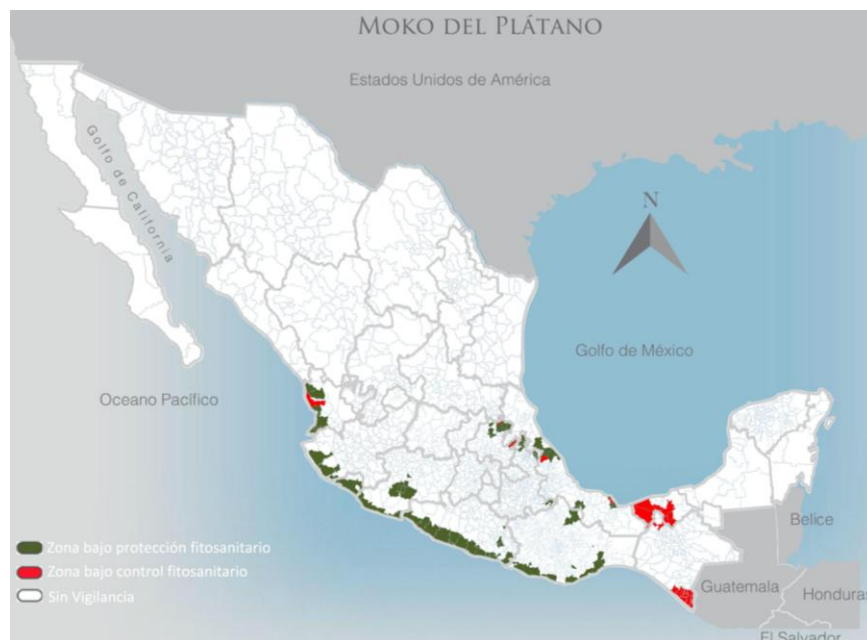 MOKO DEL PLÁTANO
Estados Unidos de América
Golfo de California
N
Golfo de México
Oceano Pacífico
Belice
Zona bajo protección fitosanitario
Zona bajo control fitosanitario
Sin Vigilancia
Guatemala
Honduras
El Salvador